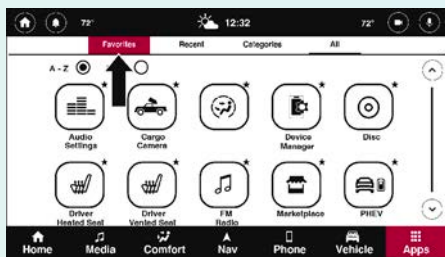 72° 12:32 72°
Favorites Recent Categories All
A - Z
Audio Settings
Cargo Camera
Device Manager
Disc
Driver Heated Seat
Driver Vented Seat
FM Radio
Marketplace
PHEV
Home Media Comfort Nav Phone Vehicle Apps